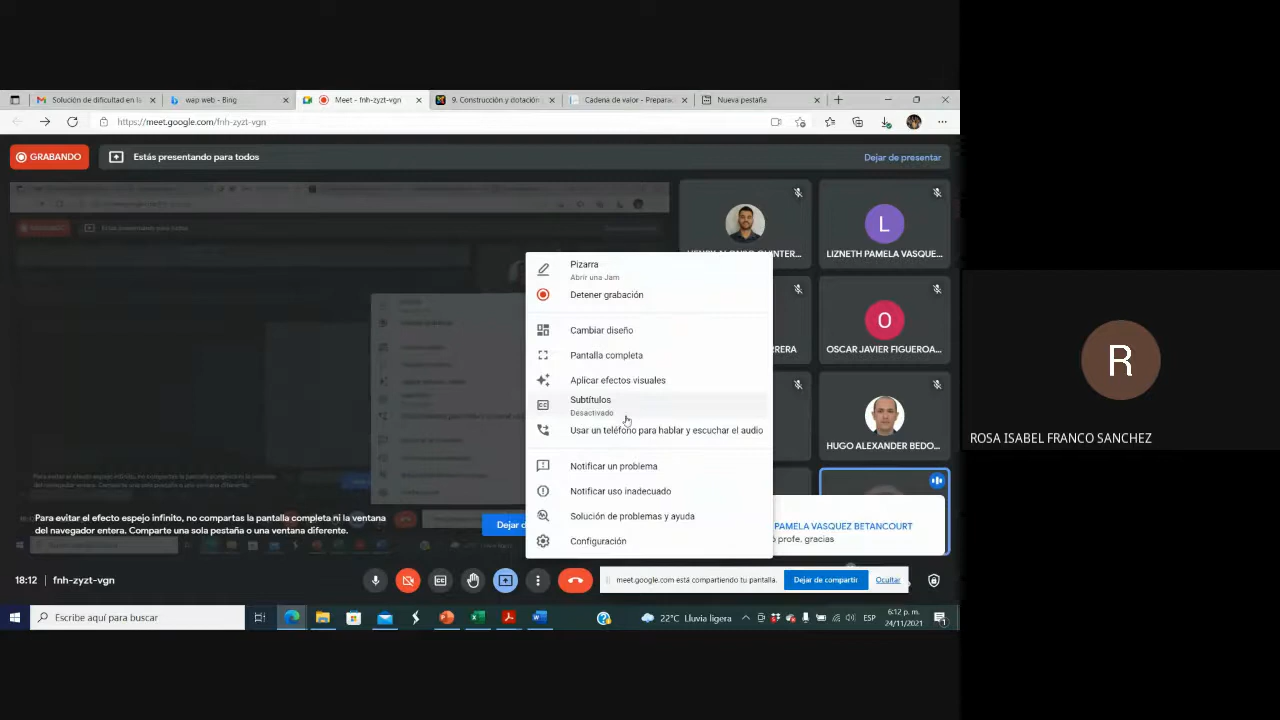 Solución de dificultad en la
wap web - Bing
Meet - fnh-zyzt-vgn
9. Construcción y dotación
Cadena de valor - Preparac
Nueva pestaña
https://meet.google.com/fnh-zyzt-vgn
GRABANDO
Estás presentando para todos
Dejar de presentar
L
LIZNETH PAMELA VASQUE...
Pizarra
Abrir una Jam
Detener grabación
Cambiar diseño
Pantalla completa
Aplicar efectos visuales
Subtítulos
Desactivado
Usar un teléfono para hablar y escuchar el audio
Notificar un problema
Notificar uso inadecuado
Solución de problemas y ayuda
Configuración
O
RERA
OSCAR JAVIER FIGUEROA...
HUGO ALEXANDER BEDO...
R
ROSA ISABEL FRANCO SANCHEZ
Para evitar el efecto espejo infinito, no compartas la pantalla completa ni la ventana
del navegador entera. Comparte una sola pestaña o una ventana diferente.
Dejar d
PAMELA VASQUEZ BETANCOURT
profe. gracias
18:12
fnh-zyzt-vgn
meet.google.com está compartiendo tu pantalla.
Dejar de compartir
Ocultar
Escribe aquí para buscar
22°C Lluvia ligera
ESP
6:12 p. m.
24/11/2021